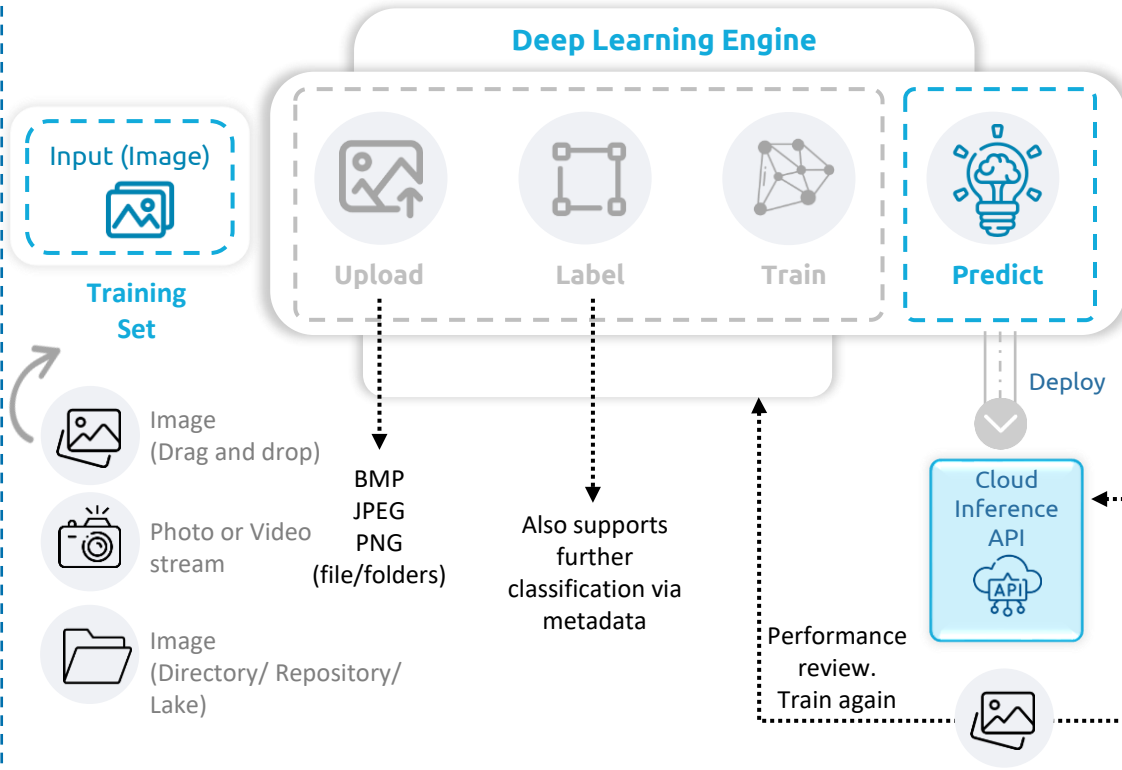 Deep Learning Engine
Input (Image)
Training
Set
Upload
Label
Train
Predict
Deploy
Image
(Drag and drop)
Photo or Video
stream
Image
(Directory/ Repository/
Lake)
BMP
JPEG
PNG
(file/folders)
Also supports
further
classification via
metadata
Cloud
Inference
API
API
Performance
review.
Train again